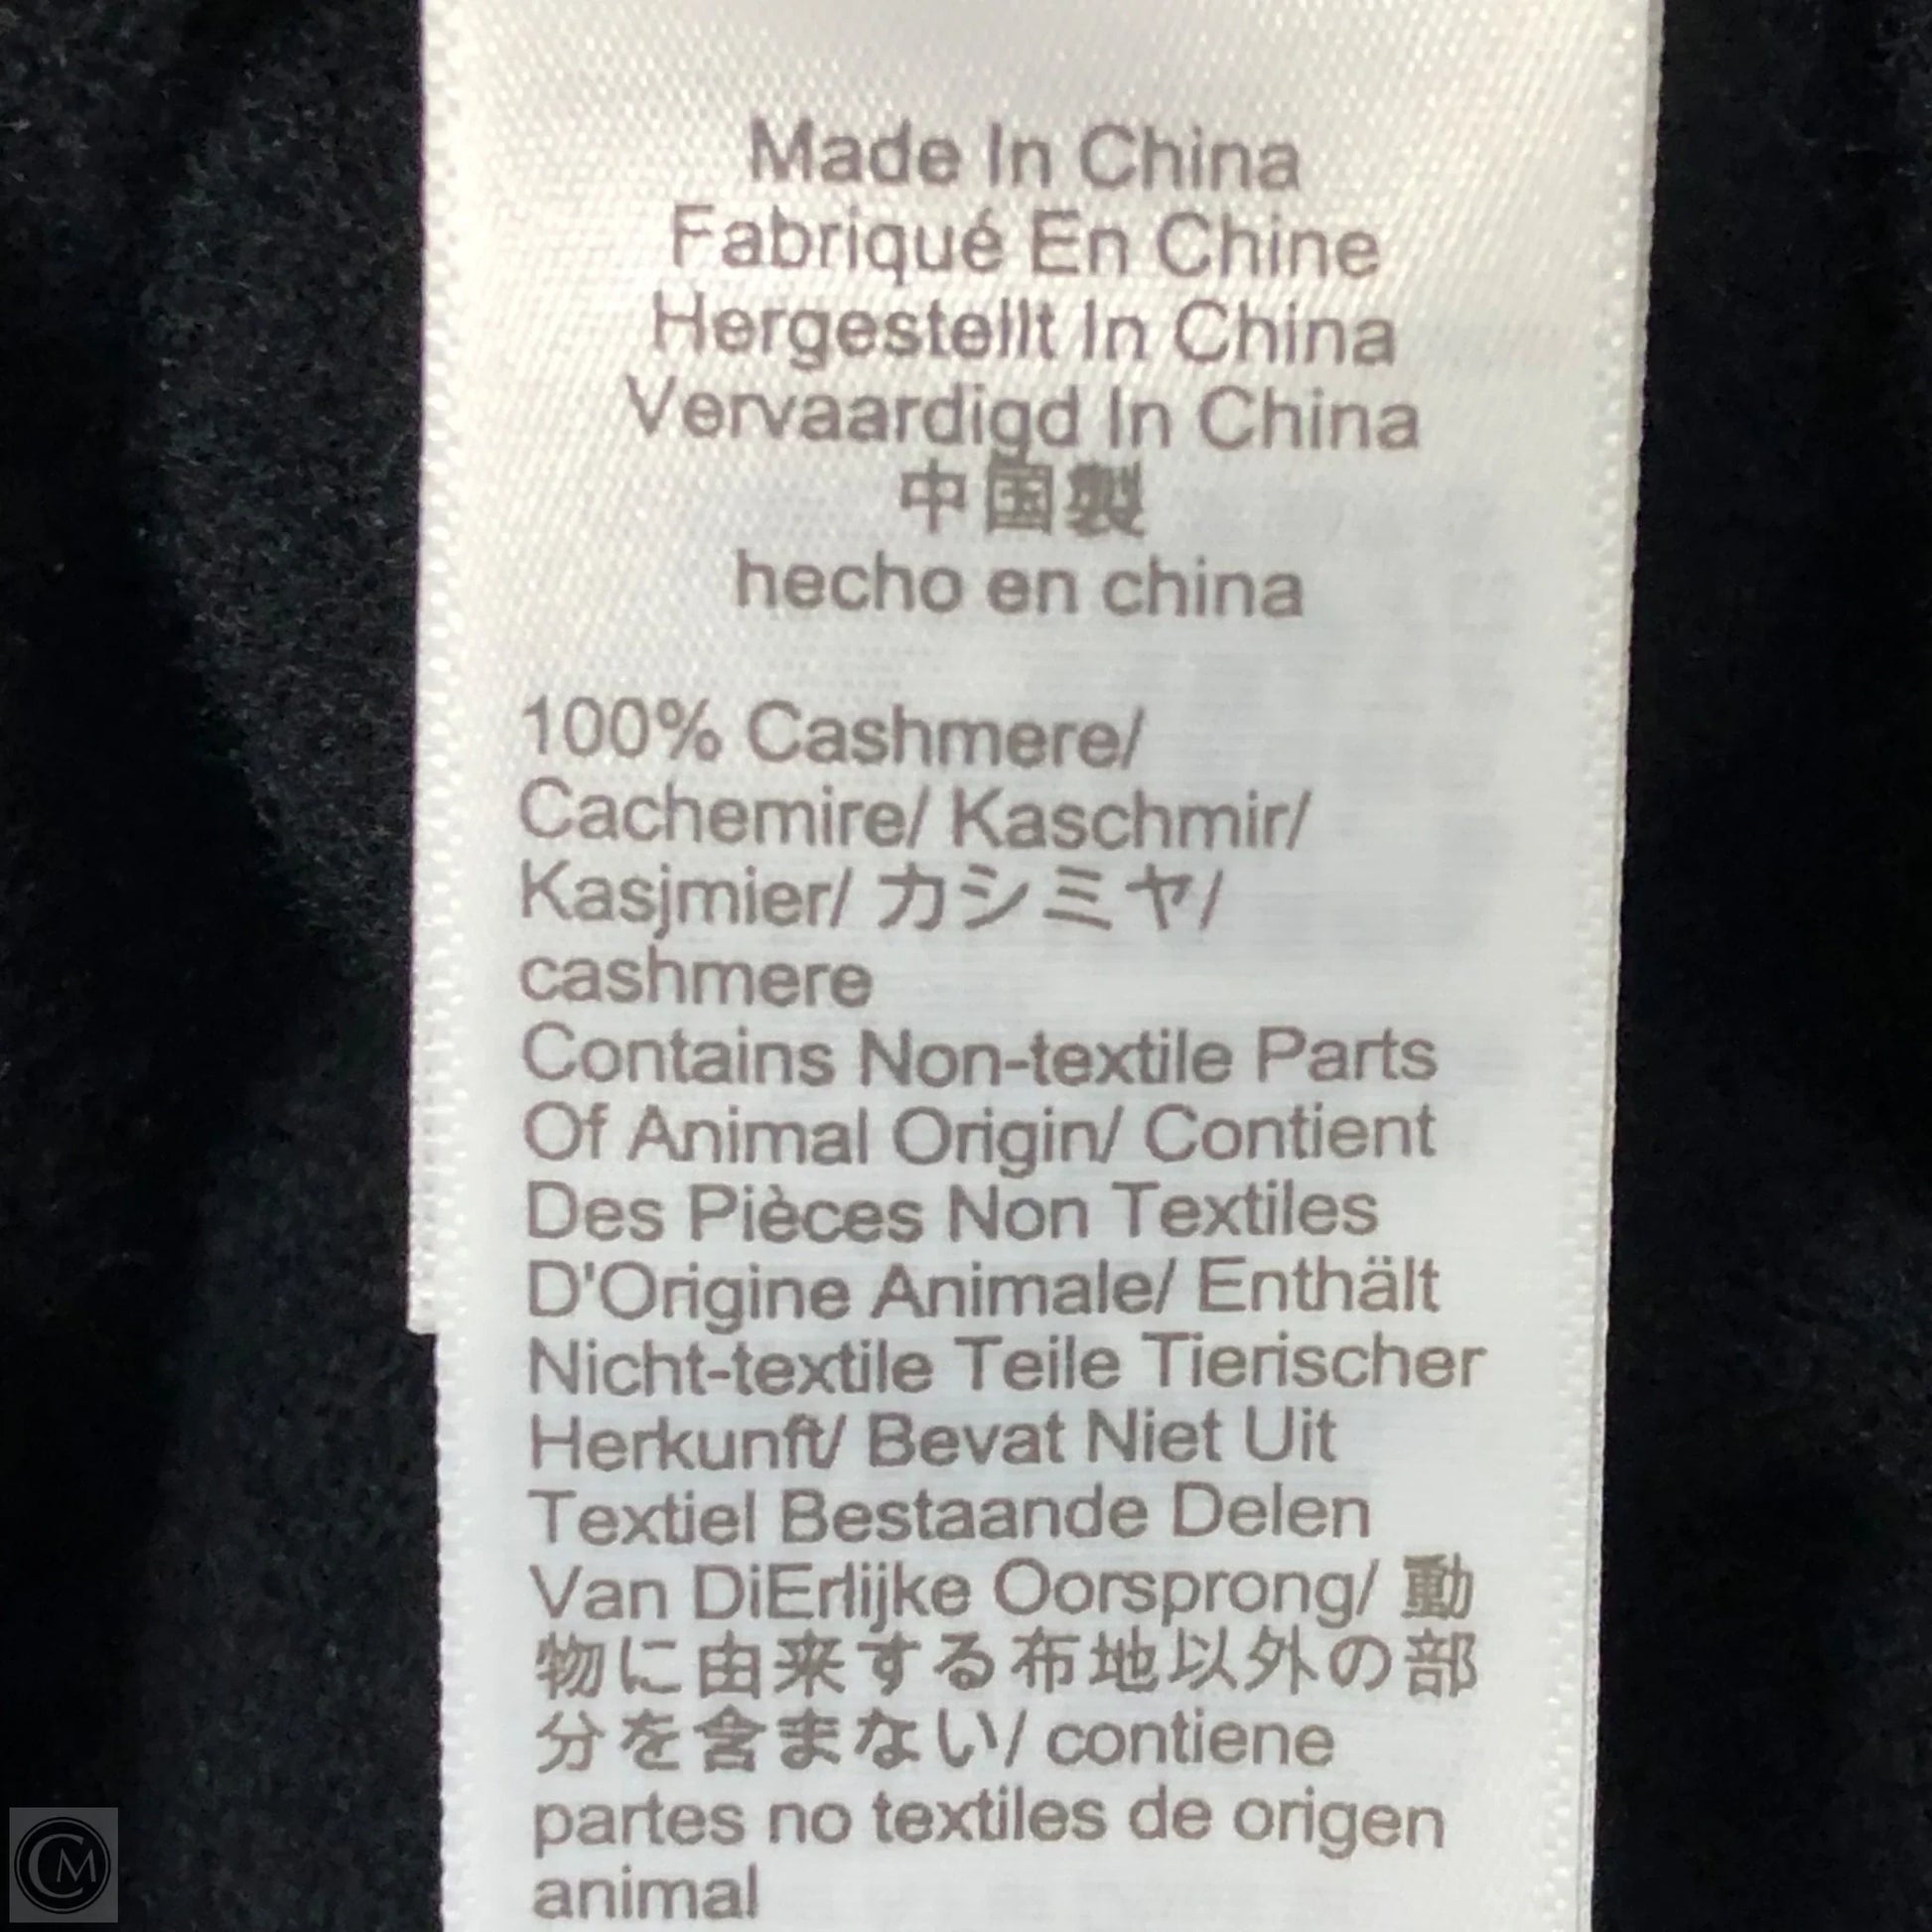 Made In China
Fabriqué En Chine
Hergestellt In China
Vervaardigd In China
中国製
hecho en china
100% Cashmere/
Cachemire/ Kaschmir/
Kasjmier/ カシミヤ/
cashmere
Contains Non-textile Parts
Of Animal Origin/ Contient
Des Pièces Non Textiles
D'Origine Animale/ Enthält
Nicht-textile Teile Tierischer
Herkunft/ Bevat Niet Uit
Textiel Bestaande Delen
Van DiErlijke Oorsprong/ 動
物に由来する布地以外の部
分を含まない/ contiene
partes no textiles de origen
animal
CM